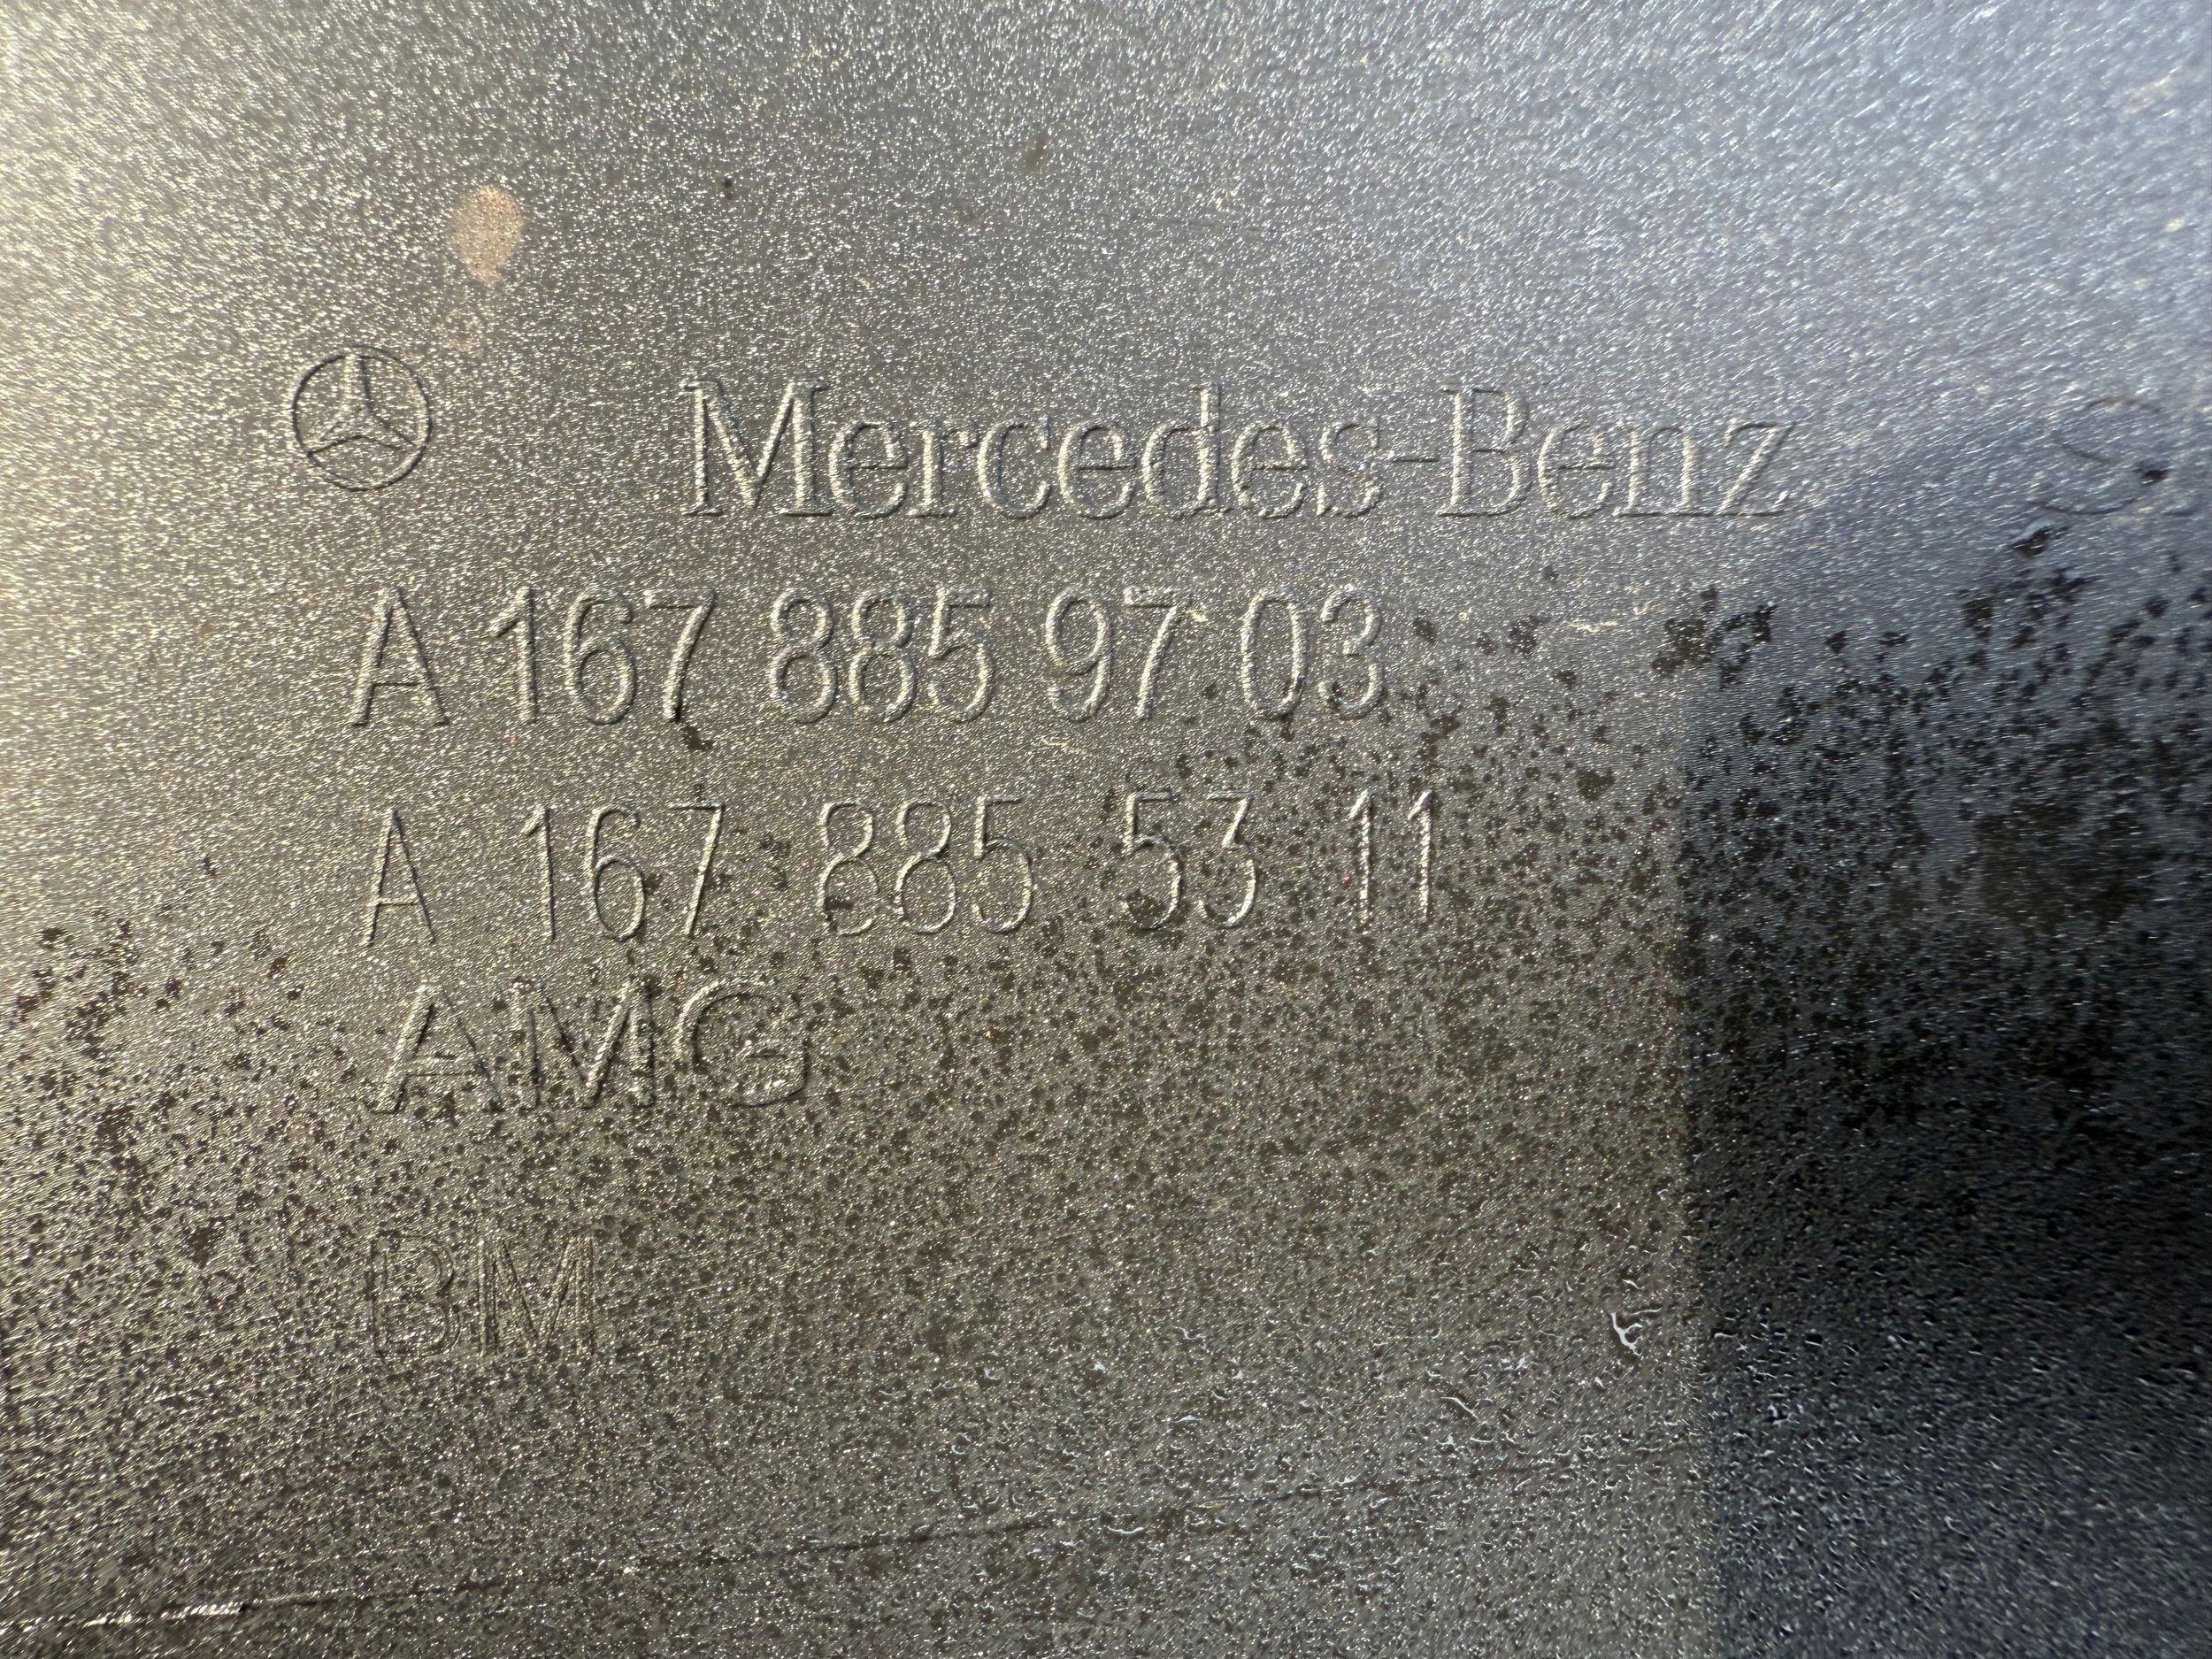 Mercedes-Benz
A 167 885 97 03
A 167 885 53 11
AMG
BM